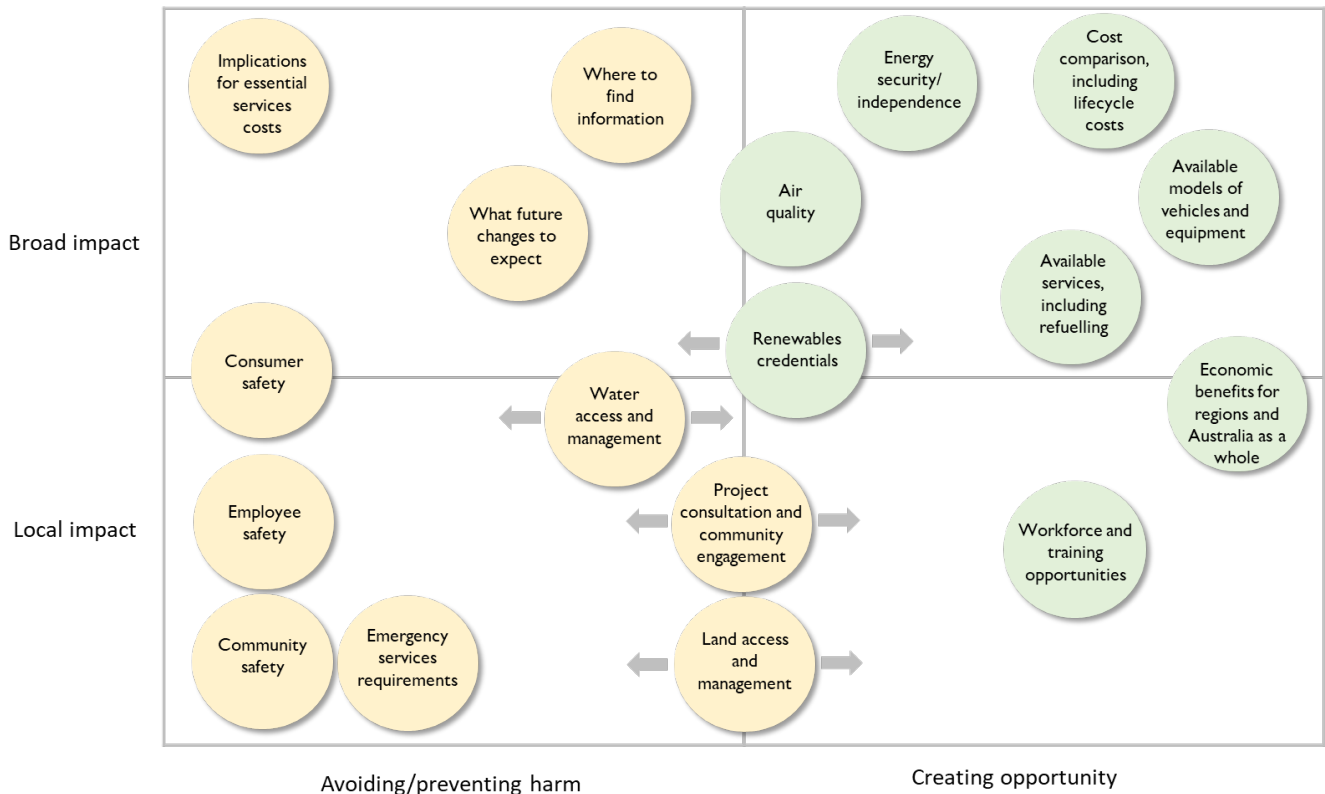 Implications
for essential
services
costs
Where to
find
information
What future
changes to
expect
Energy
security/
independence
Cost
comparison,
including
lifecycle
costs
Air
quality
Available
models of
vehicles and
equipment
Available
services,
including
refuelling
Broad impact
Renewables
credentials
Consumer
safety
Water
access and
management
Economic
benefits for
regions and
Australia as a
whole
Local impact
Employee
safety
Project
consultation and
community
engagement
Workforce and
training
opportunities
Community
safety
Emergency
services
requirements
Land access
and
management
Avoiding/preventing harm
Creating opportunity